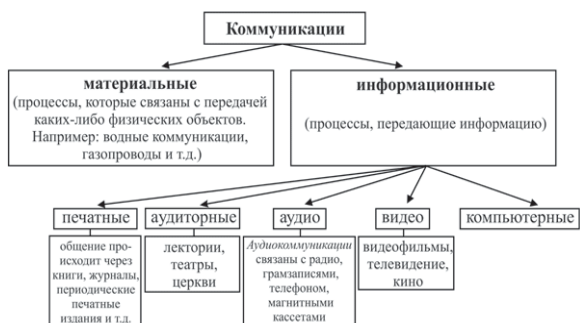 Коммуникации
материальные
(процессы, которые связаны с передачей
каких-либо физических объектов.
Например: водные коммуникации,
газопроводы и т.д.)
информационные
(процессы, передающие информацию)
печатные
общение про-
исходит через
книги, журналы,
периодические
печатные
издания и т.д.
аудиторные
лектории,
театры,
церкви
аудио
Аудиокоммуникации
связаны с радио,
грамзаписями,
телефоном,
магнитными
кассетами
видео
видеофильмы,
телевидение,
кино
компьютерные